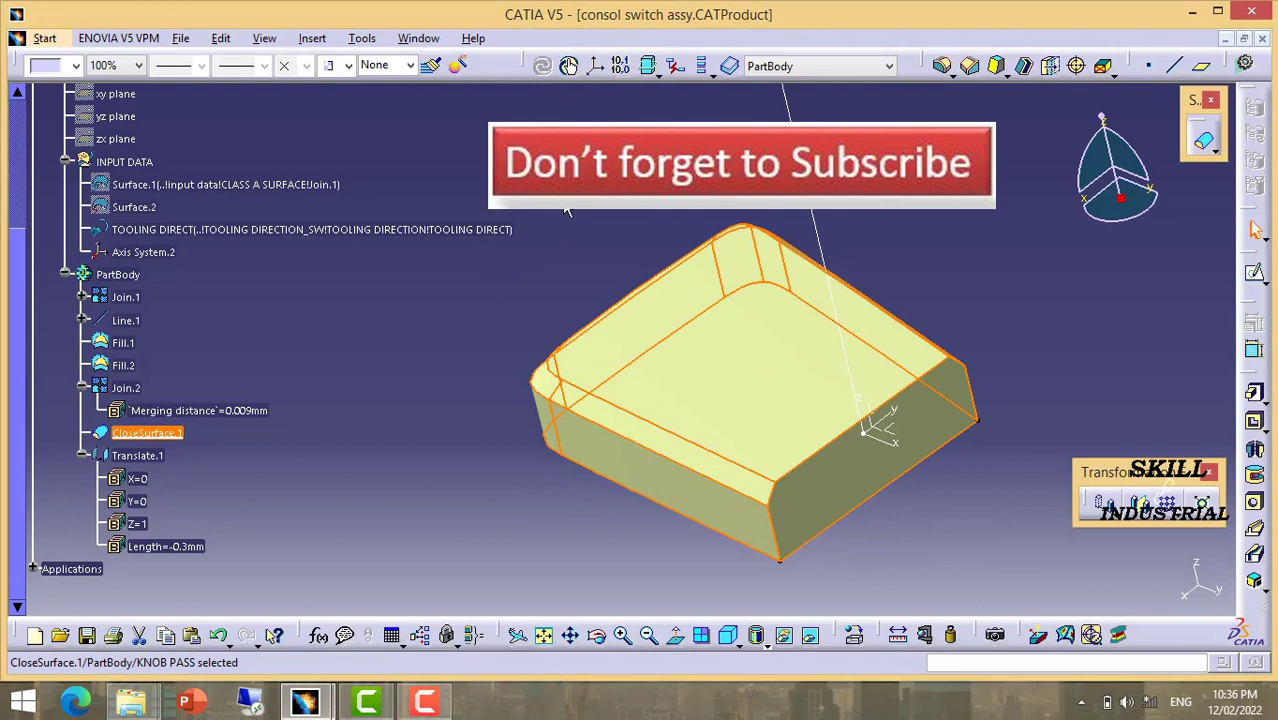 CATIA V5 - [consol switch assy.CATProduct]
Start
ENOVIA V5 VPM
File
Edit
View
Insert
Tools
Window
Help
100%
None
PartBody
xy plane
yz plane
zx plane
INPUT DATA
Surface.1(..!input data!CLASS A SURFACE!Join.1)
Surface.2
TOOLING DIRECT(..!TOOLING DIRECTION_SW!TOOLING DIRECTION!TOOLING DIRECT)
Axis System.2
PartBody
Join.1
Line.1
Fill.1
Fill.2
Join.2
`Merging distance`=0.009mm
CloseSurface.1
Translate.1
X=0
Y=0
Z=1
Length=-0.3mm
Applications
Don't forget to Subscribe
S..
z
y
x
z
y
x
Transfor
SKILL
INDUSTRIAL
z
x
y
CATIA
CloseSurface.1/PartBody/KNOB PASS selected
ENG
10:36 PM
12/02/2022